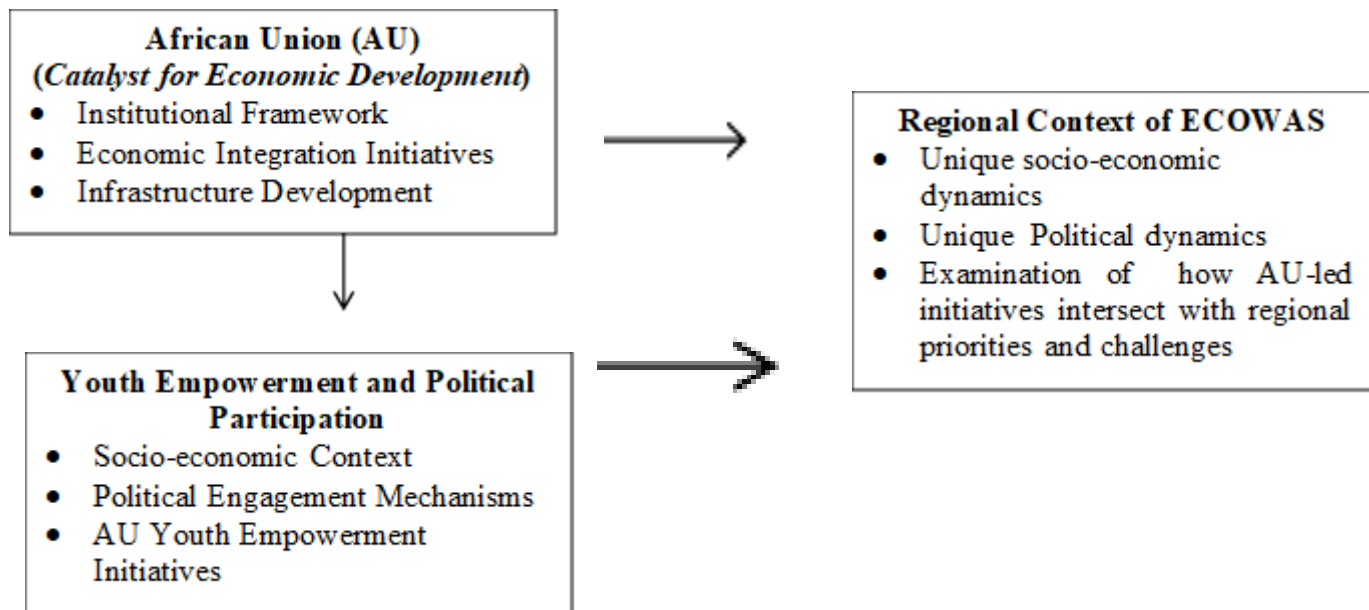 African Union (AU)
(Catalyst for Economic Development)
• Institutional Framework
• Economic Integration Initiatives
• Infrastructure Development
Regional Context of ECOWAS
• Unique socio-economic
dynamics
• Unique Political dynamics
• Examination of how AU-led
initiatives intersect with regional
priorities and challenges
Youth Empowerment and Political
Participation
• Socio-economic Context
• Political Engagement Mechanisms
• AU Youth Empowerment
Initiatives